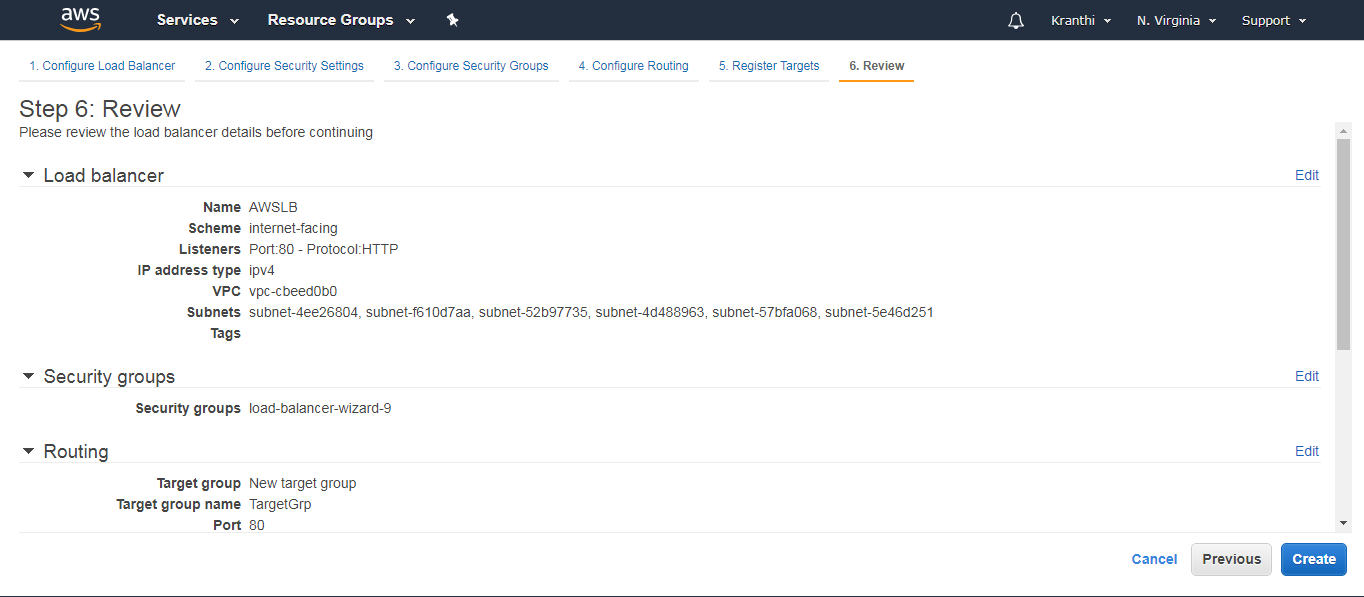 aws Services Resource Groups Kranthi N. Virginia Support
1. Configure Load Balancer 2. Configure Security Settings 3. Configure Security Groups 4. Configure Routing 5. Register Targets 6. Review
Step 6: Review
Please review the load balancer details before continuing
Load balancer Edit
Name AWSLB
Scheme internet-facing
Listeners Port:80 - Protocol:HTTP
IP address type ipv4
VPC vpc-cbeed0b0
Subnets subnet-4ee26804, subnet-f610d7aa, subnet-52b97735, subnet-4d488963, subnet-57bfa068, subnet-5e46d251
Tags
Security groups Edit
Security groups load-balancer-wizard-9
Routing Edit
Target group New target group
Target group name TargetGrp
Port 80
Cancel Previous Create